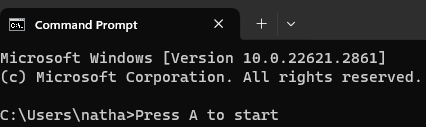 Command Prompt
Microsoft Windows [Version 10.0.22621.2861]
(c) Microsoft Corporation. All rights reserved.
C:\Users\natha>Press A to start